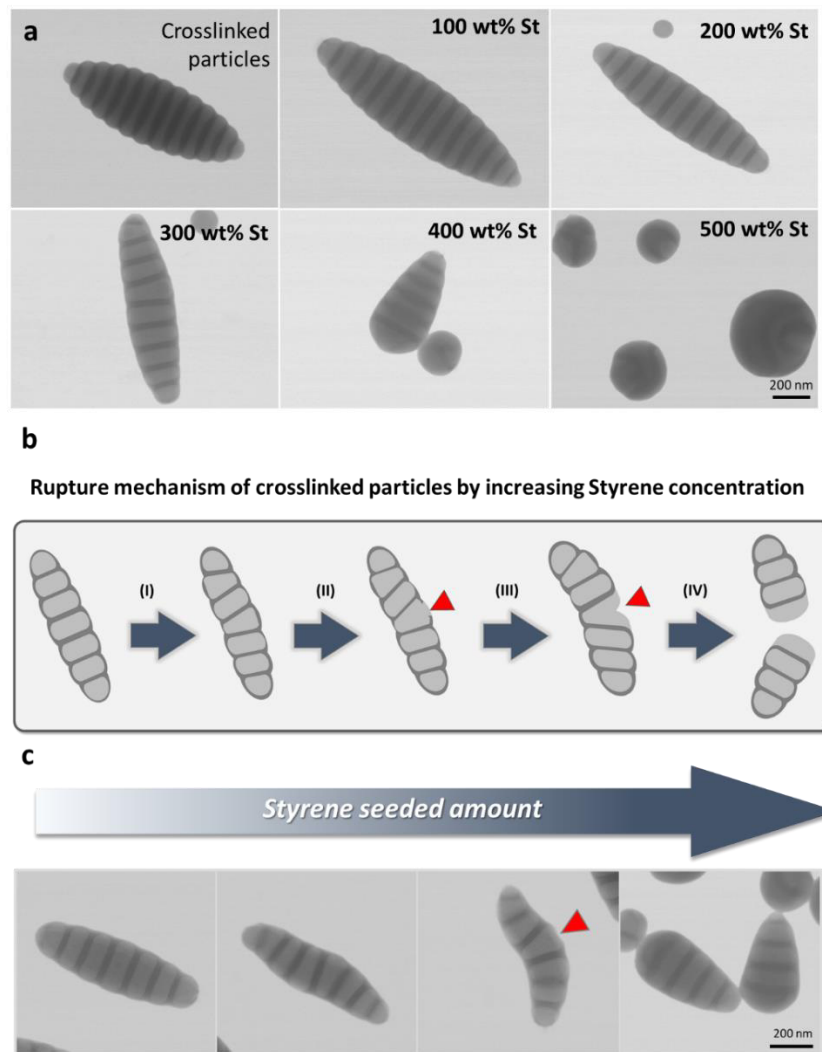 a
Crosslinked
particles
100 wt% St
200 wt% St
300 wt% St
400 wt% St
500 wt% St
200 nm
b
Rupture mechanism of crosslinked particles by increasing Styrene concentration
(I)
(II)
(III)
(IV)
c
Styrene seeded amount
200 nm